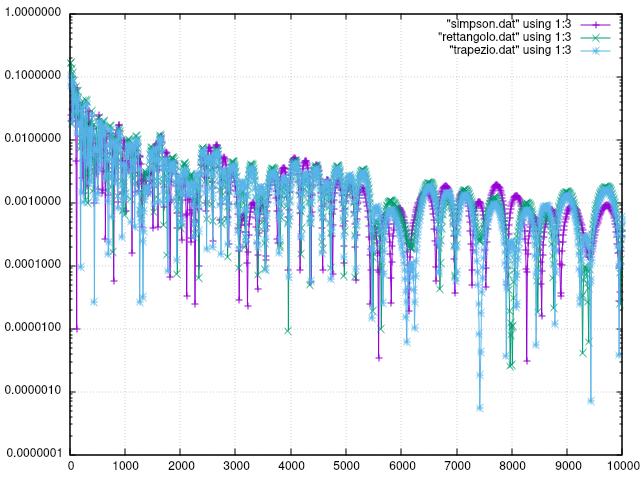 1.0000000
"simpson.dat" using 1:3
"rettangolo.dat" using 1:3
"trapezio.dat" using 1:3
0.1000000
0.0100000
0.0010000
0.0001000
0.0000100
0.0000010
0.0000001
0 1000 2000 3000 4000 5000 6000 7000 8000 9000 10000